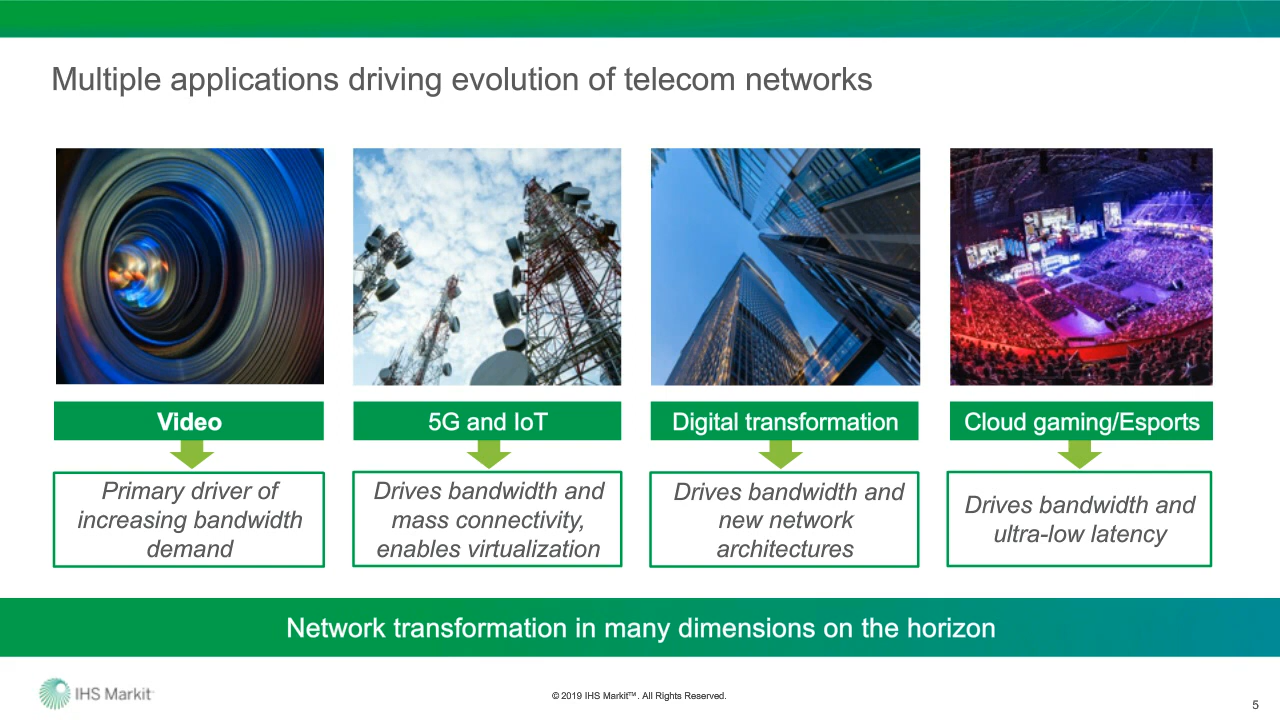 Multiple applications driving evolution of telecom networks
Video
5G and IoT
Digital transformation
Cloud gaming/Esports
Primary driver of
increasing bandwidth
demand
Drives bandwidth and
mass connectivity,
enables virtualization
Drives bandwidth and
new network
architectures
Drives bandwidth and
ultra-low latency
Network transformation in many dimensions on the horizon
IHS Markit
© 2019 IHS Markit™. All Rights Reserved.
5